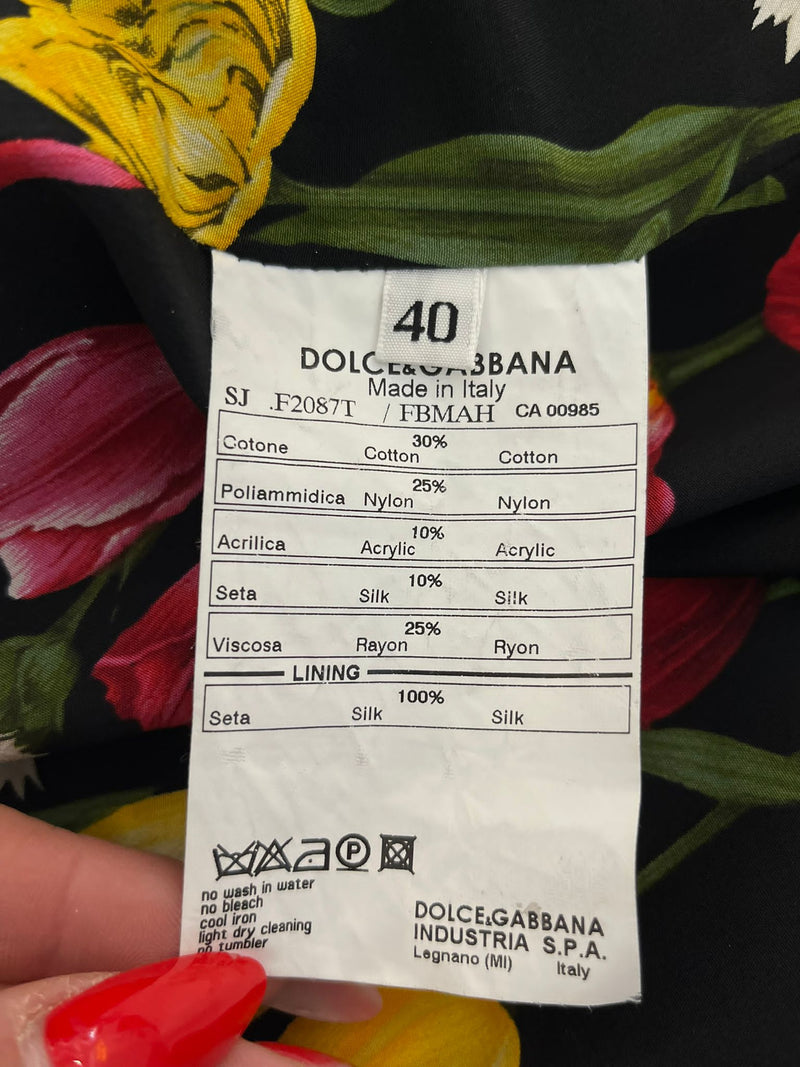 40
DOLCE&GABBANA
Made in Italy
SJ .F2087T / FBMAH CA 00985
30%
Cotone Cotton Cotton
25%
Poliammidica Nylon Nylon
10%
Acrilica Acrylic Acrylic
10%
Seta Silk Silk
25%
Viscosa Rayon Ryon
LINING
100%
Seta Silk Silk
P
no wash in water
no bleach
cool iron
light dry cleaning
no tumbler
DOLCE&GABBANA
INDUSTRIA S.P.A.
Legnano (MI) Italy